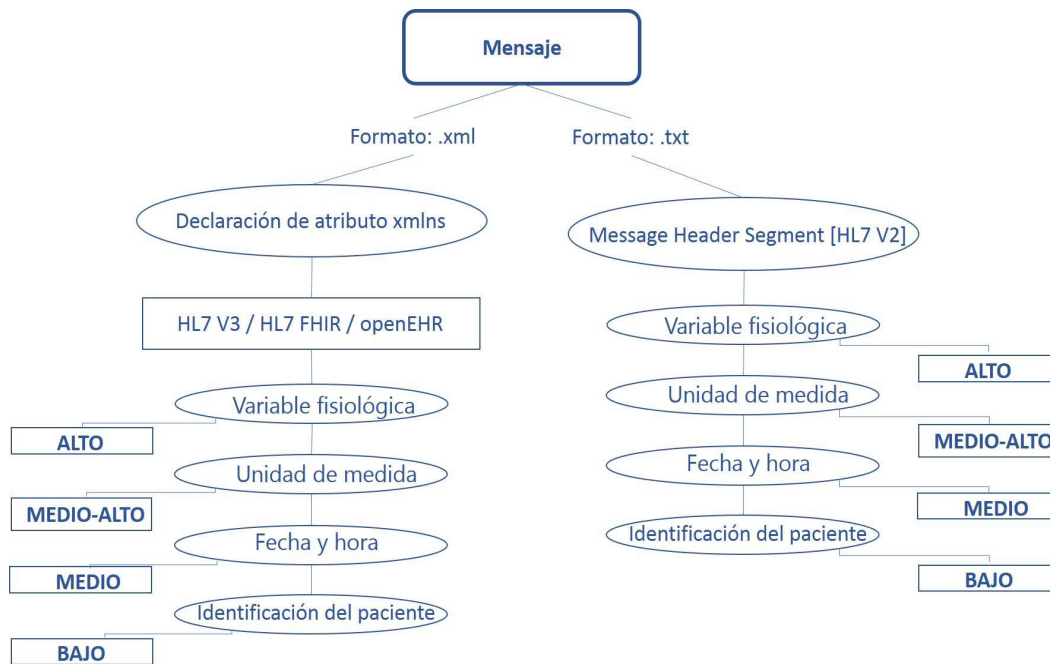 Mensaje
Formato: .xml
Formato: .txt
Declaración de atributo xmlns
Message Header Segment [HL7 V2]
HL7 V3 / HL7 FHIR / openEHR
Variable fisiológica
ALTO
Unidad de medida
MEDIO-ALTO
Fecha y hora
MEDIO
Identificación del paciente
BAJO
Variable fisiológica
ALTO
Unidad de medida
MEDIO-ALTO
Fecha y hora
MEDIO
Identificación del paciente
BAJO